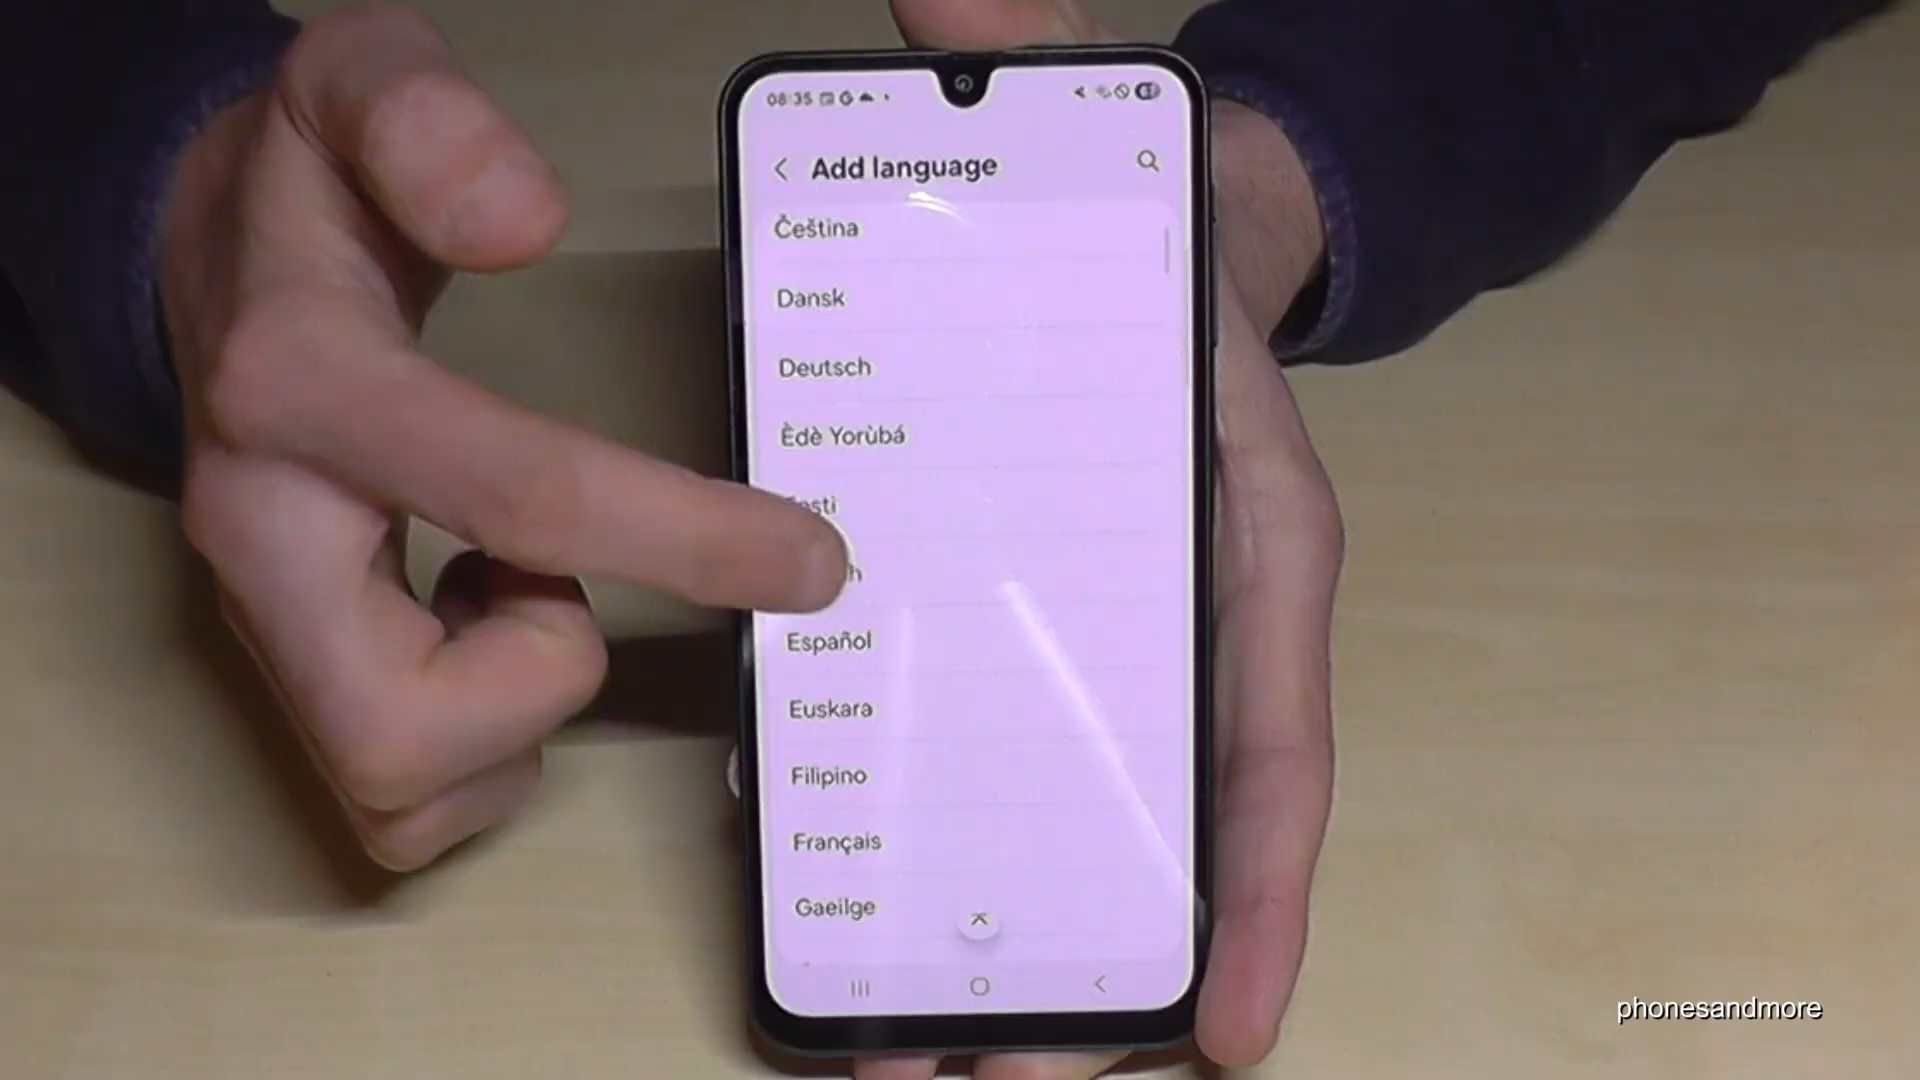 08:35
Add language
Čeština
Dansk
Deutsch
Èdè Yorùbá
Español
Euskara
Filipino
Français
Gaeilge
phonesandmore